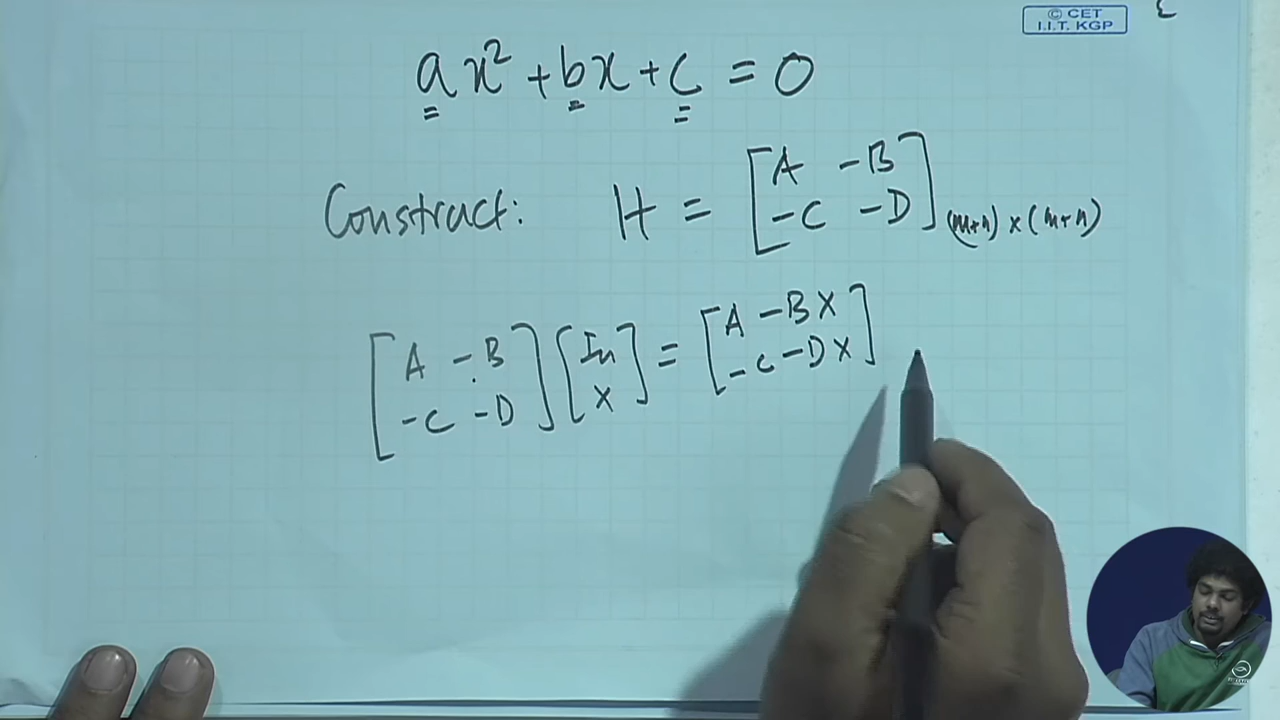 © CET
I.I.T. KGP
ax² + bx + c = 0
Construct: H = [A -B
-C -D](m+n) × (m+n)
[A -B
-C -D] [In
X] = [A - BX
-C - DX]